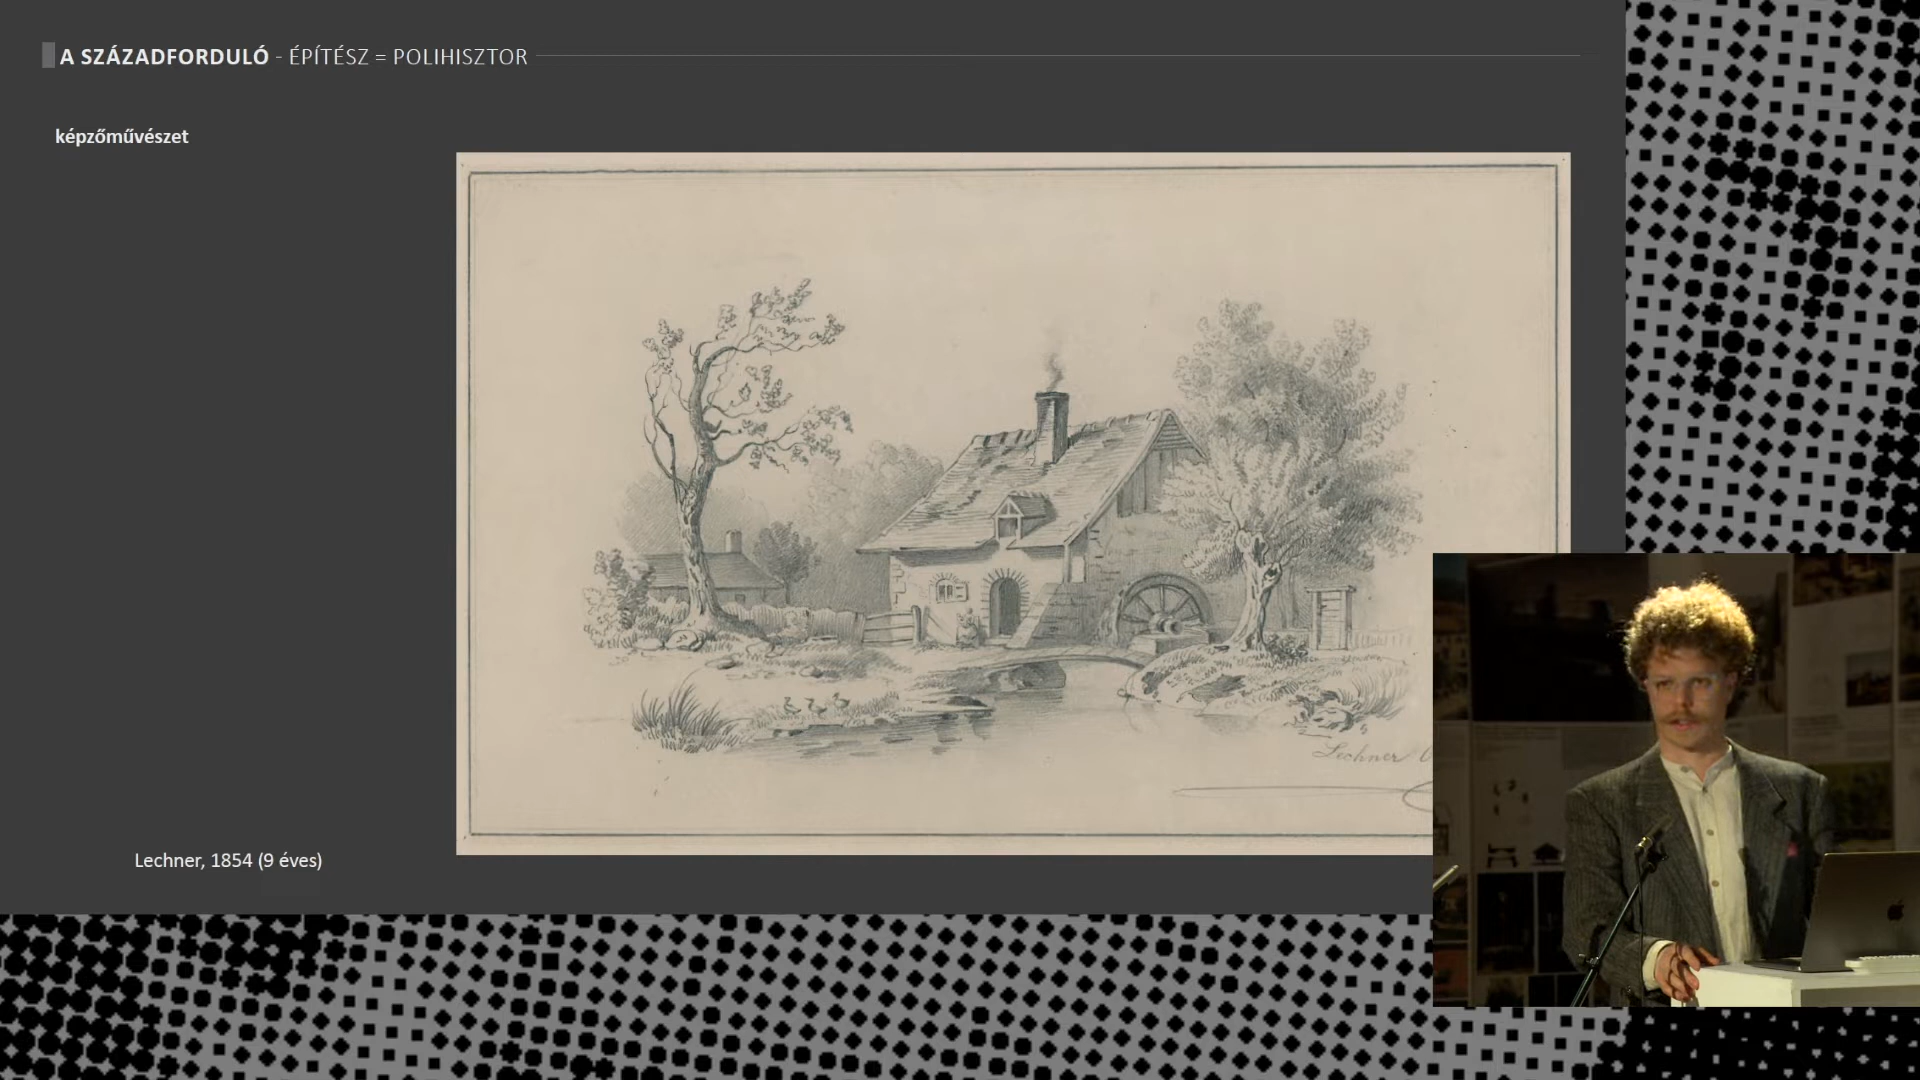 A SZÁZADFORDULÓ - ÉPÍTÉSZ = POLIHISZTOR
képzőművészet
Lechner
Lechner, 1854 (9 éves)